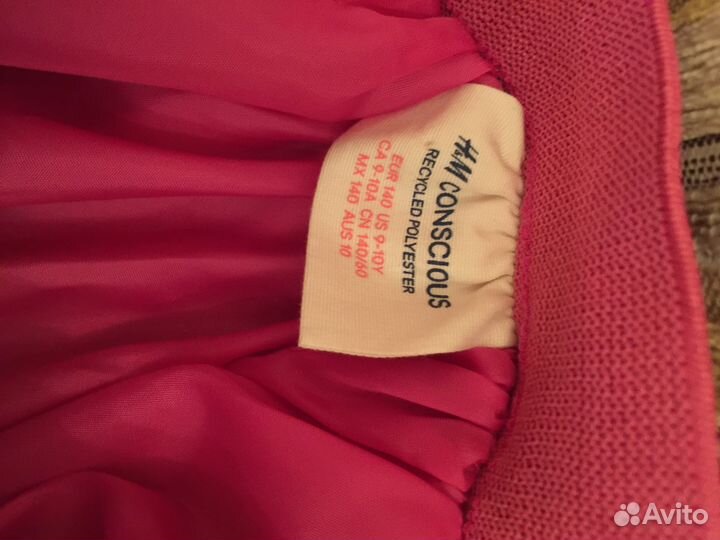 H&M CONSCIOUS
RECYCLED POLYESTER
EUR 140 US 9-10Y
CA 9-10A CN 140/60
MX 140 AUS 10
Avito